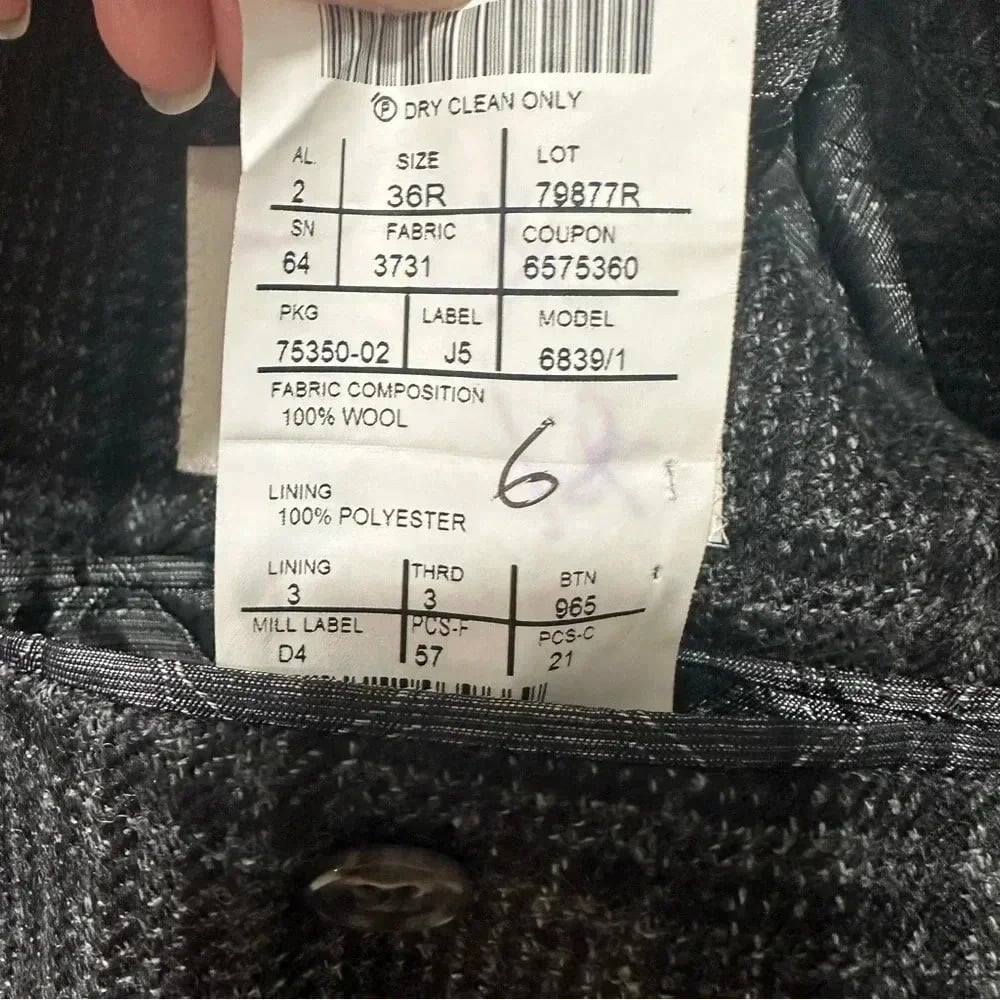 Ⓟ DRY CLEAN ONLY
AL. SIZE LOT
2 36R 79877R
SN FABRIC COUPON
64 3731 6575360
PKG LABEL MODEL
75350-02 J5 6839/1
FABRIC COMPOSITION
100% WOOL
6
LINING
100% POLYESTER
LINING THRD BTN
3 3 965
MILL LABEL PCS-F PCS-C
D4 57 21